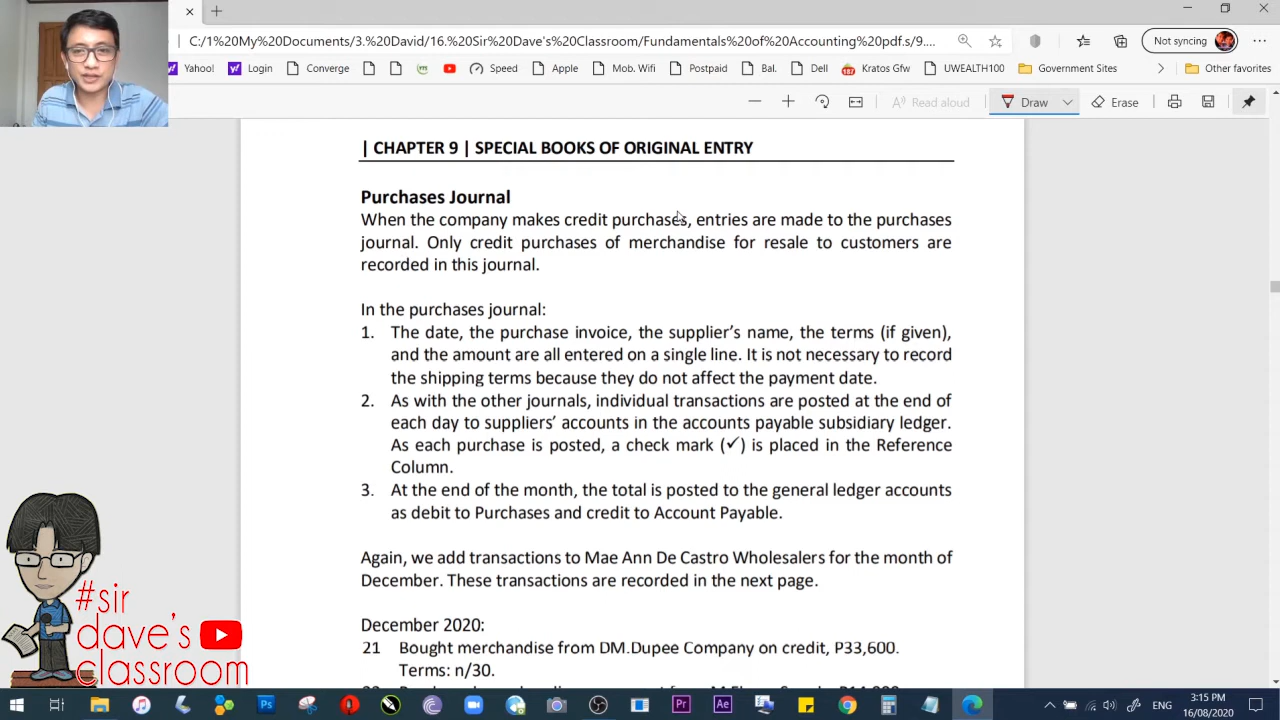 C:/1%20My%20Documents/3.%20David/16.%20Sir%20Dave's%20Classroom/Fundamentals%20of%20Accounting%20pdf.s/9....
Not syncing
Yahoo!
Login
Converge
Speed
Apple
Mob. Wifi
Postpaid
Bal.
Dell
Kratos Gfw
UWEALTH100
Government Sites
Other favorites
Read aloud
Draw
Erase
| CHAPTER 9 | SPECIAL BOOKS OF ORIGINAL ENTRY
Purchases Journal
When the company makes credit purchases, entries are made to the purchases
journal. Only credit purchases of merchandise for resale to customers are
recorded in this journal.
In the purchases journal:
1. The date, the purchase invoice, the supplier's name, the terms (if given),
and the amount are all entered on a single line. It is not necessary to record
the shipping terms because they do not affect the payment date.
2. As with the other journals, individual transactions are posted at the end of
each day to suppliers' accounts in the accounts payable subsidiary ledger.
As each purchase is posted, a check mark (✓) is placed in the Reference
Column.
3. At the end of the month, the total is posted to the general ledger accounts
as debit to Purchases and credit to Account Payable.
Again, we add transactions to Mae Ann De Castro Wholesalers for the month of
December. These transactions are recorded in the next page.
December 2020:
21 Bought merchandise from DM.Dupee Company on credit, P33,600.
Terms: n/30.
#sir
dave's
classroom
ENG
3:15 PM
16/08/2020